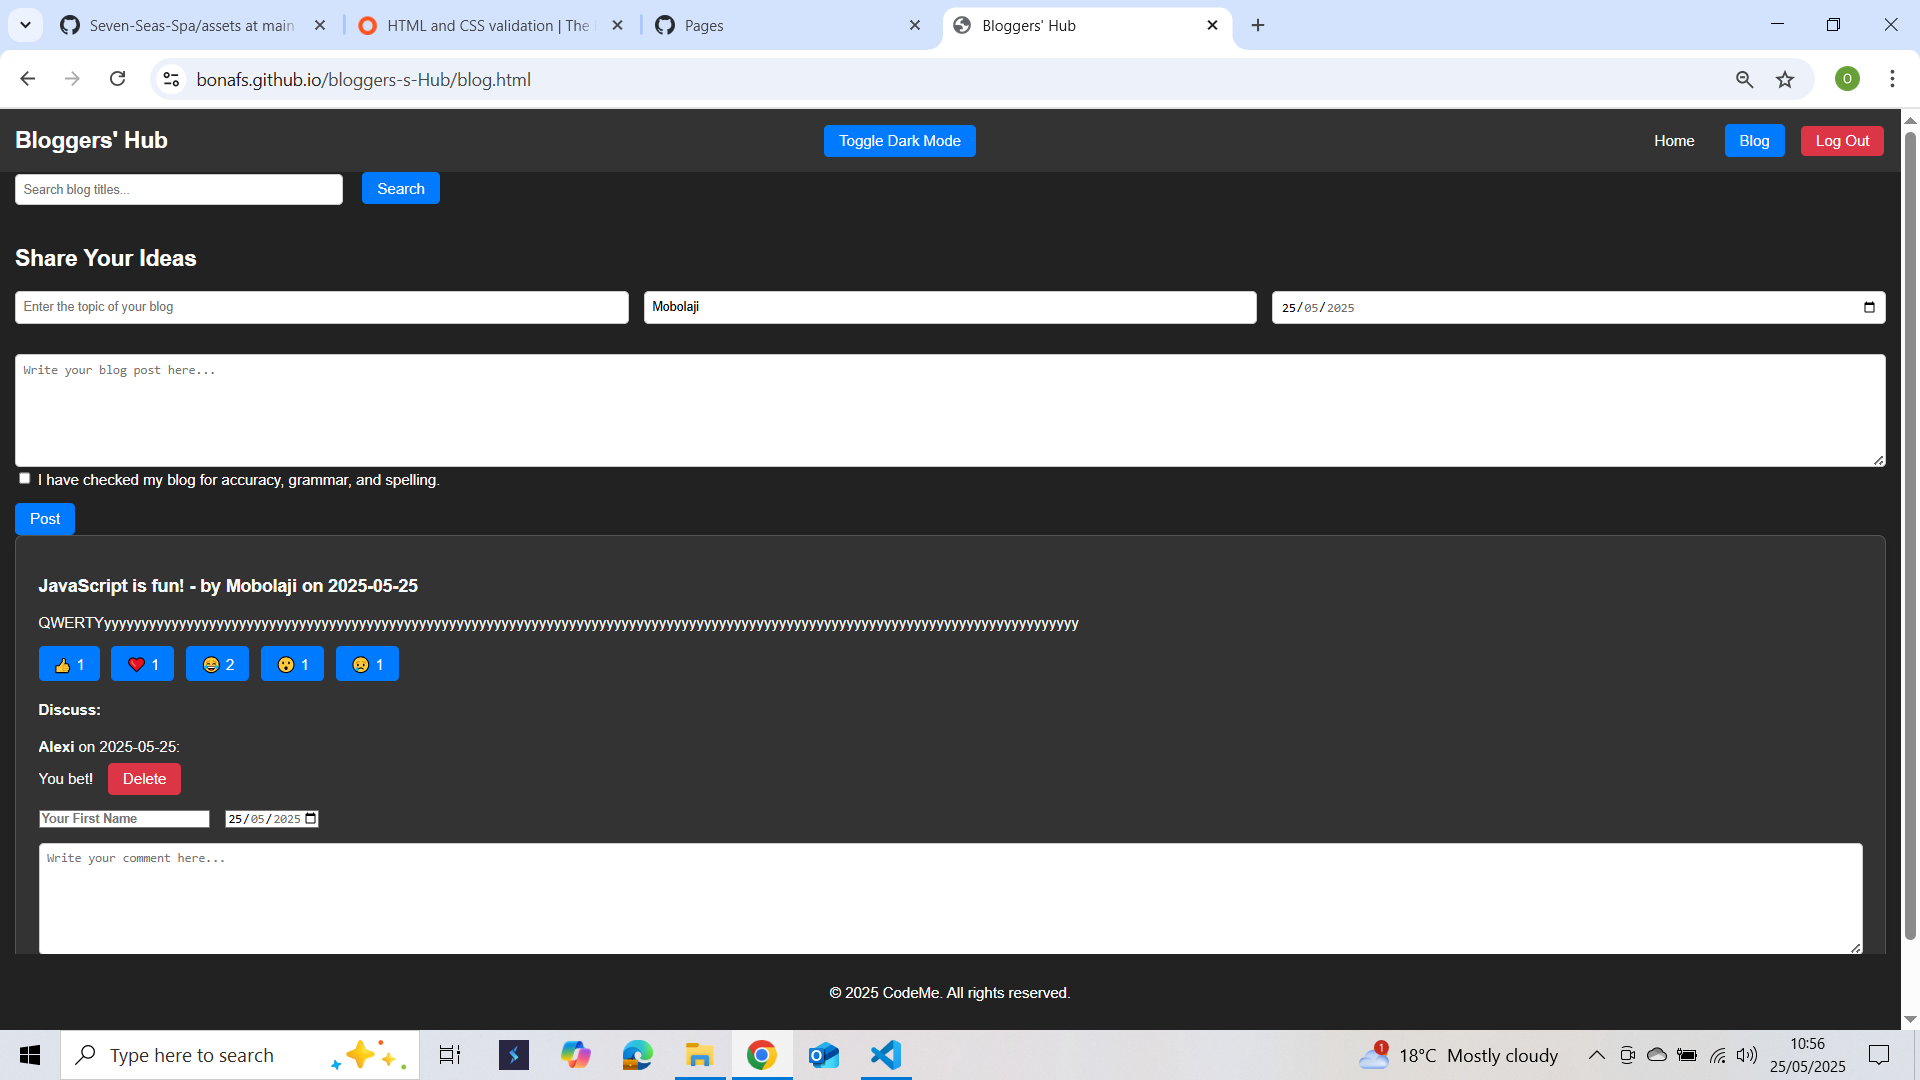 Seven-Seas-Spa/assets at main
HTML and CSS validation | The
Pages
Bloggers' Hub
bonafs.github.io/bloggers-s-Hub/blog.html
O
Bloggers' Hub
Toggle Dark Mode
Home
Blog
Log Out
Search blog titles...
Search
Share Your Ideas
Enter the topic of your blog
Mobolaji
25/05/2025
Write your blog post here...
I have checked my blog for accuracy, grammar, and spelling.
Post
JavaScript is fun! - by Mobolaji on 2025-05-25
👍 1
❤️ 1
😂 2
😮 1
😢 1
Discuss:
Alexi on 2025-05-25:
You bet!
Delete
Your First Name
25/05/2025
Write your comment here...
© 2025 CodeMe. All rights reserved.
Type here to search
1
18°C Mostly cloudy
10:56
25/05/2025